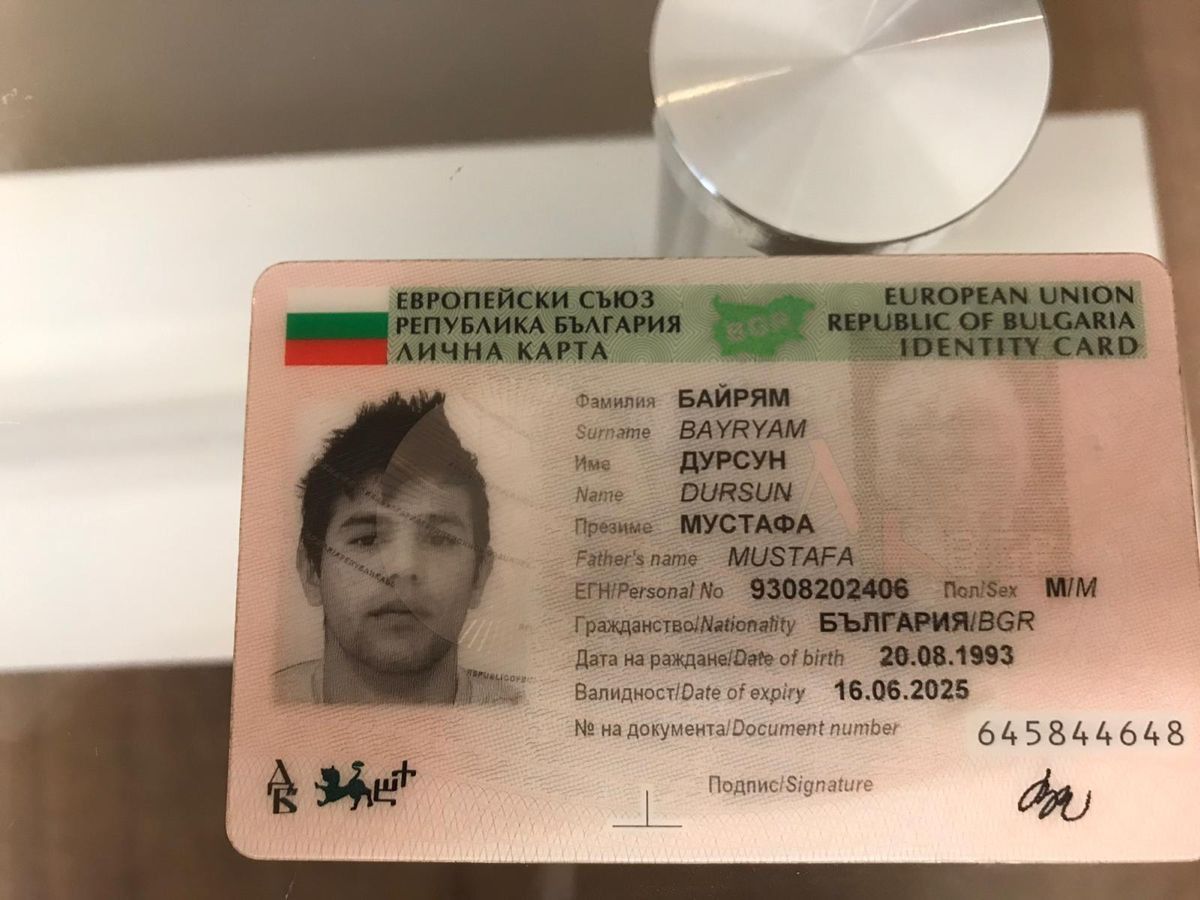 ЕВРОПЕЙСКИ СЪЮЗ EUROPEAN UNION
РЕПУБЛИКА БЪЛГАРИЯ BGR REPUBLIC OF BULGARIA
ЛИЧНА КАРТА IDENTITY CARD
Фамилия БАЙРЯМ
Surname BAYRYAM
Име ДУРСУН
Name DURSUN
Презиме МУСТАФА
Father's name MUSTAFA
ЕГН/Personal No 9308202406 Пол/Sex М/M
Гражданство/Nationality БЪЛГАРИЯ/BGR
Дата на раждане/Date of birth 20.08.1993
Валидност/Date of expiry 16.06.2025
№ на документа/Document number 645844648
Подпис/Signature